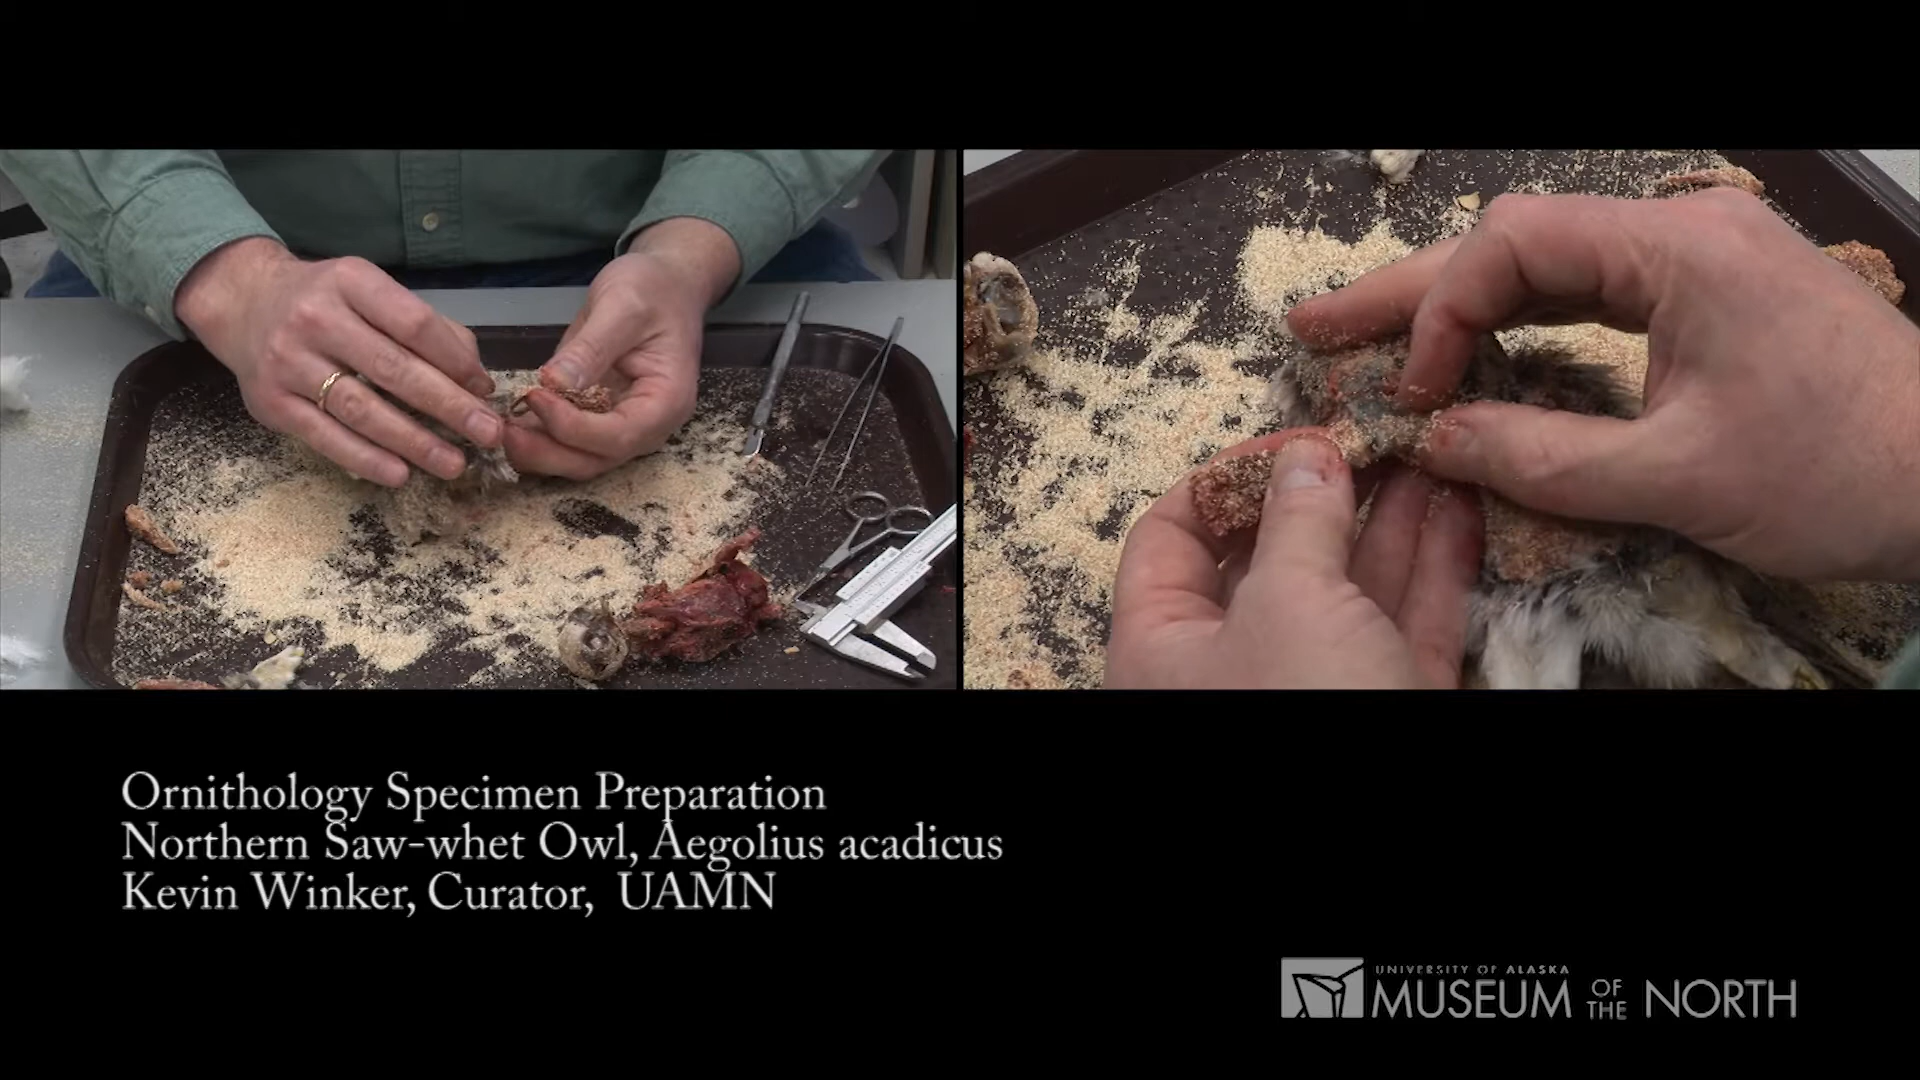 Ornithology Specimen Preparation
Northern Saw-whet Owl, Aegolius acadicus
Kevin Winker, Curator, UAMN
UNIVERSITY OF ALASKA
MUSEUM OF THE NORTH